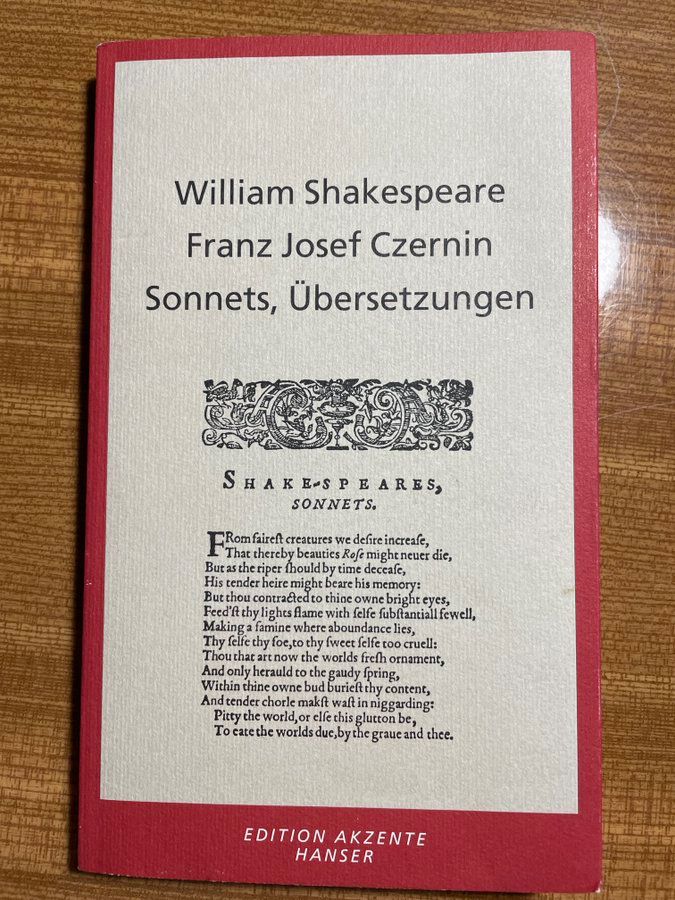 William Shakespeare
Franz Josef Czernin
Sonnets, Übersetzungen
SHAKE-SPEARES,
SONNETS.
FRom faireſt creatures we deſire increaſe,
That thereby beauties Roſe might neuer die,
But as the riper ſhould by time deceaſe,
His tender heire might beare his memory:
But thou contracted to thine owne bright eyes,
Feed'ſt thy lights flame with ſelfe ſubſtantiall fewell,
Making a famine where aboundance lies,
Thy ſelfe thy foe,to thy ſweet ſelfe too cruell:
Thou that art now the worlds freſh ornament,
And only herauld to the gaudy ſpring,
Within thine owne bud burieſt thy content,
And tender chorle makſt waſt in niggarding:
Pitty the world,or elſe this glutton be,
To eate the worlds due,by the graue and thee.
EDITION AKZENTE
HANSER